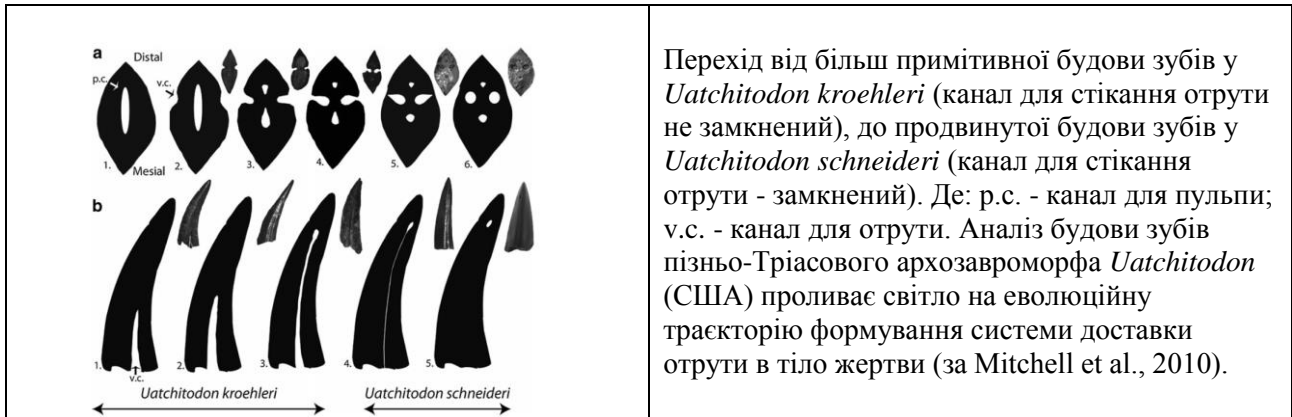 a
Distal
p.c.
v.c.
1.
2.
3.
4.
5.
6.
Mesial
b
1.
2.
3.
4.
5.
v.c.
Uatchitodon kroehleri
Uatchitodon schneideri
Перехід від більш примітивної будови зубів у
Uatchitodon kroehleri (канал для стікання отрути
не замкнений), до продвинутої будови зубів у
Uatchitodon schneideri (канал для стікання
отрути - замкнений). Де: p.c. - канал для пульпи;
v.c. - канал для отрути. Аналіз будови зубів
пізньо-Тріасового архозавроморфа Uatchitodon
(США) проливає світло на еволюційну
траєкторію формування системи доставки
отрути в тіло жертви (за Mitchell et al., 2010).